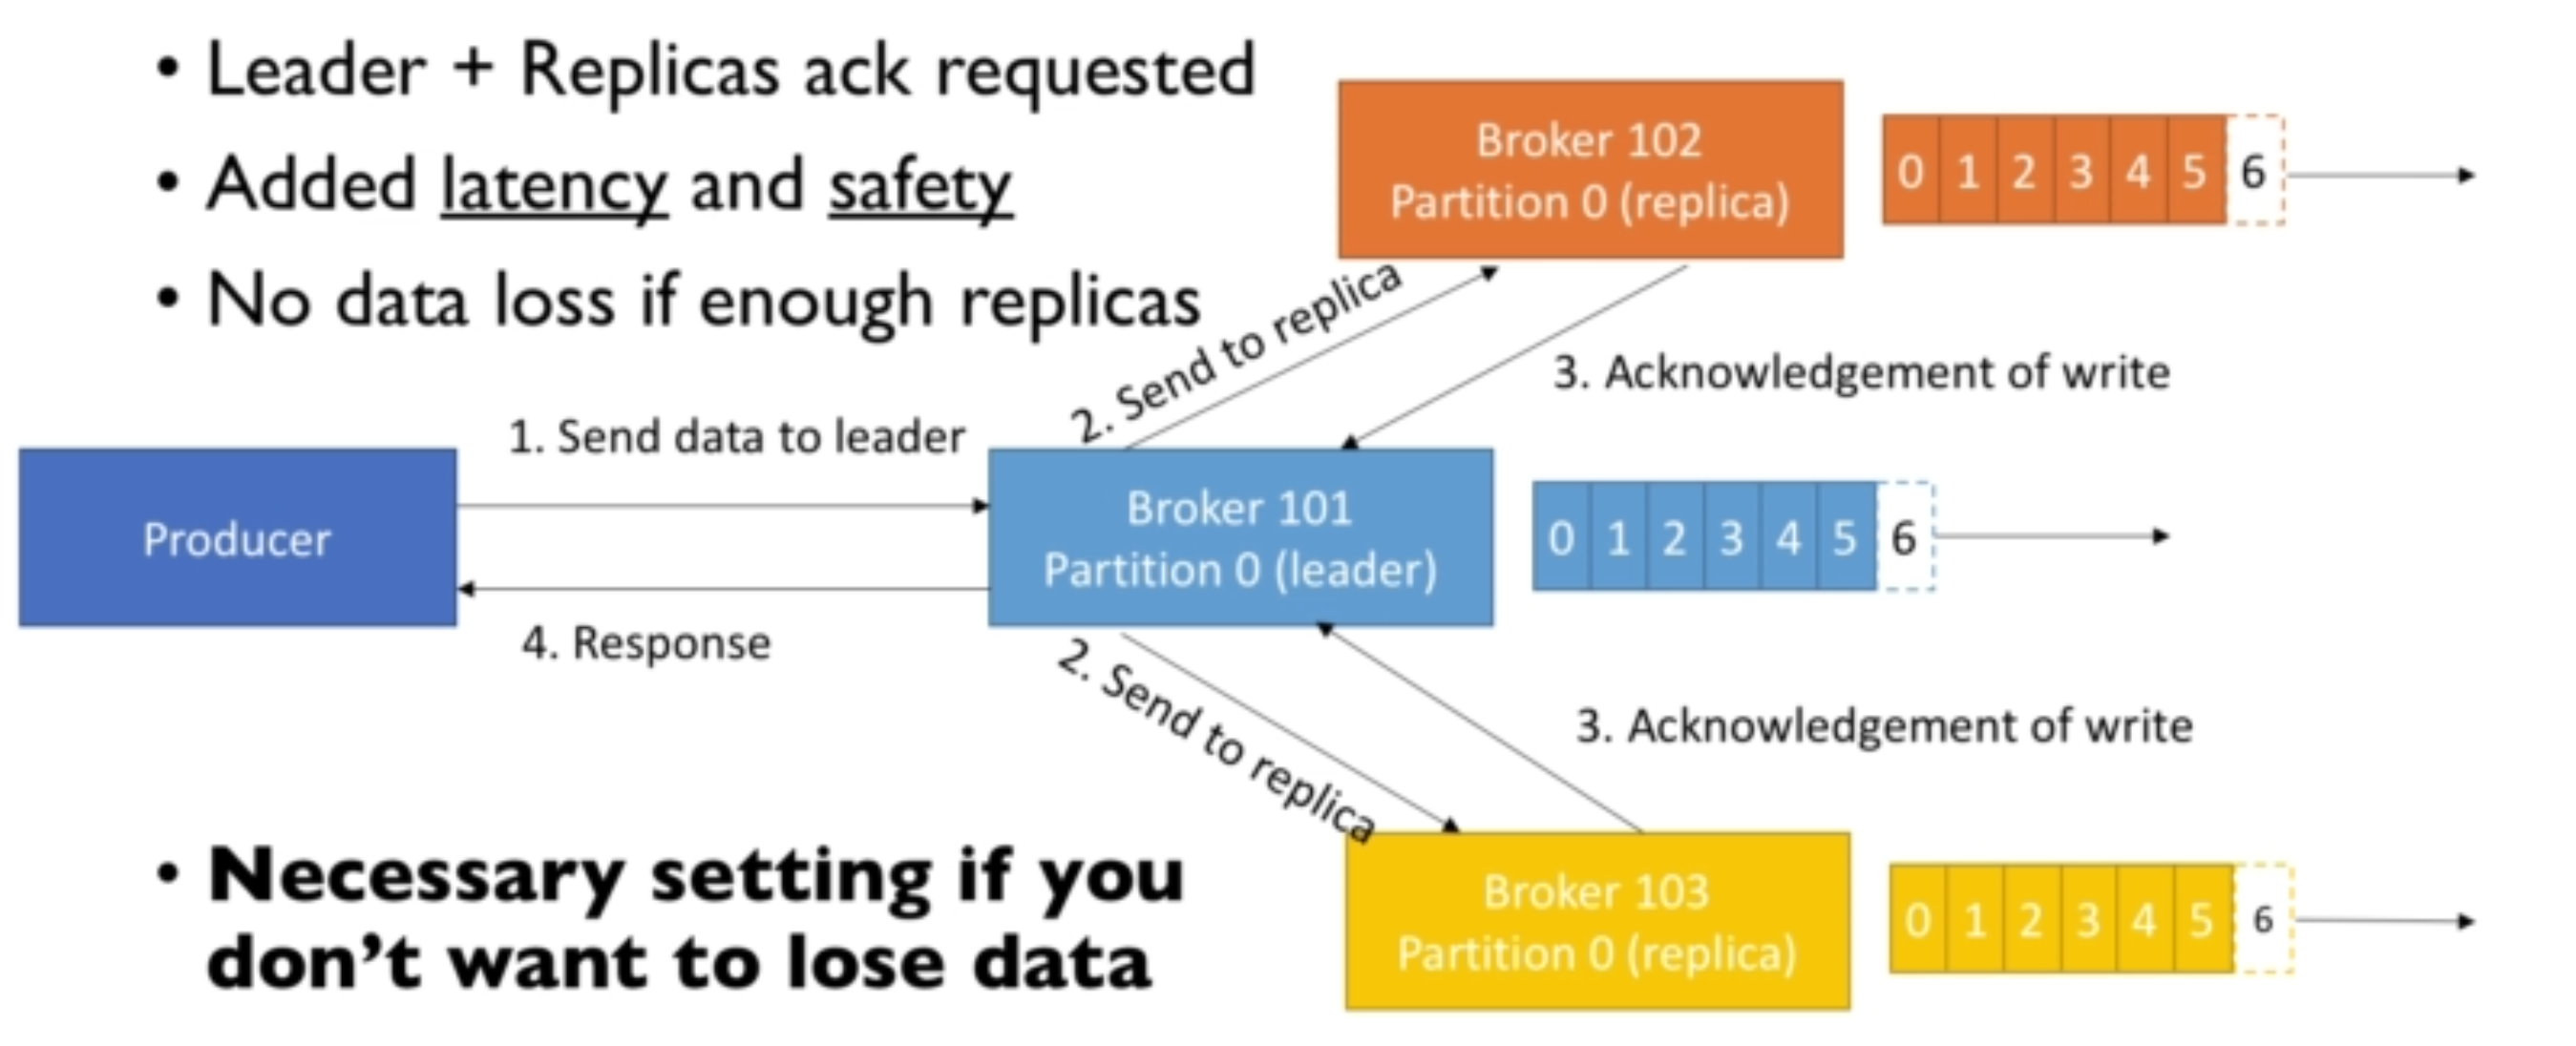 • Leader + Replicas ack requested
• Added latency and safety
• No data loss if enough replicas
Broker 102
Partition 0 (replica)
0 1 2 3 4 5 6
2. Send to replica
3. Acknowledgement of write
1. Send data to leader
Producer
Broker 101
Partition 0 (leader)
0 1 2 3 4 5 6
4. Response
2. Send to replica
3. Acknowledgement of write
• Necessary setting if you
don't want to lose data
Broker 103
Partition 0 (replica)
0 1 2 3 4 5 6